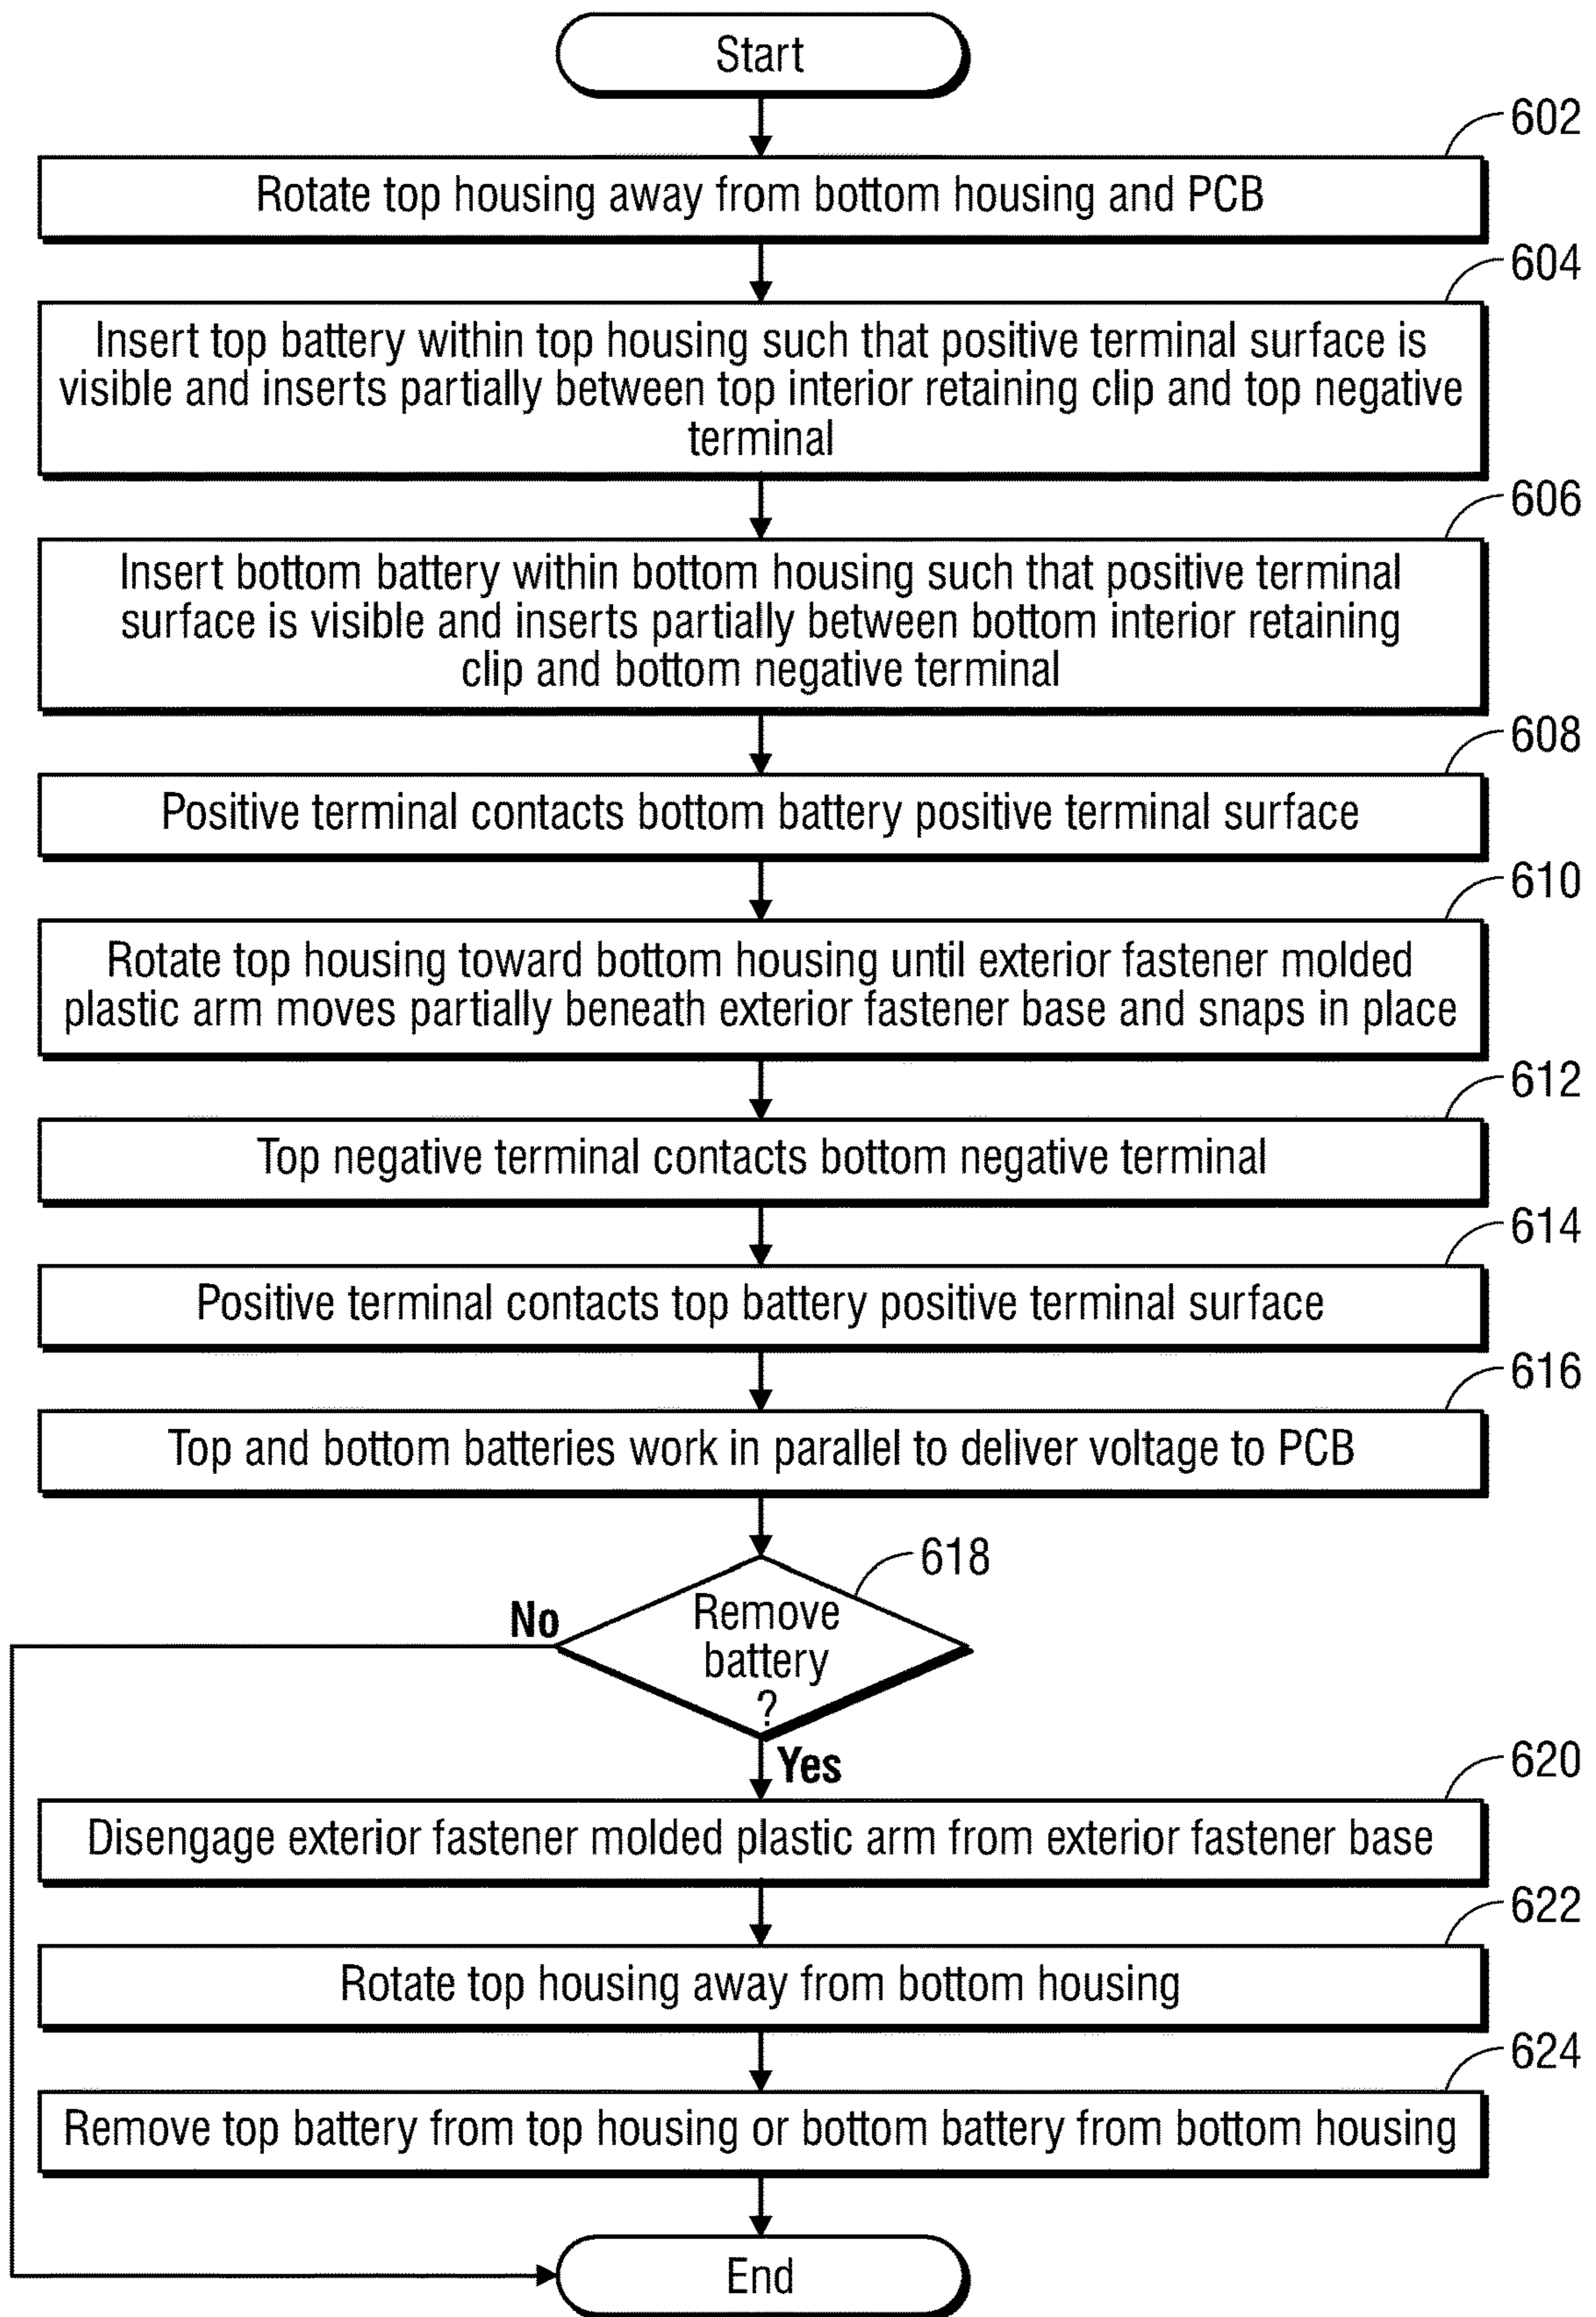 Start
602
Rotate top housing away from bottom housing and PCB
604
Insert top battery within top housing such that positive terminal surface is
visible and inserts partially between top interior retaining clip and top negative
terminal
606
Insert bottom battery within bottom housing such that positive terminal
surface is visible and inserts partially between bottom interior retaining
clip and bottom negative terminal
608
Positive terminal contacts bottom battery positive terminal surface
610
Rotate top housing toward bottom housing until exterior fastener molded
plastic arm moves partially beneath exterior fastener base and snaps in place
612
Top negative terminal contacts bottom negative terminal
614
Positive terminal contacts top battery positive terminal surface
616
Top and bottom batteries work in parallel to deliver voltage to PCB
618
No
Remove
battery
?
Yes
620
Disengage exterior fastener molded plastic arm from exterior fastener base
622
Rotate top housing away from bottom housing
624
Remove top battery from top housing or bottom battery from bottom housing
End